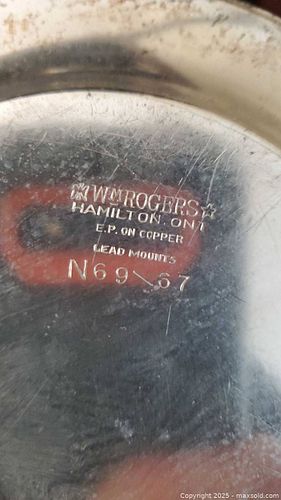 WM ROGERS
HAMILTON. ONT
E.P. ON COPPER
LEAD MOUNTS
N69 67
Copyright © 2025 - maxsold.com